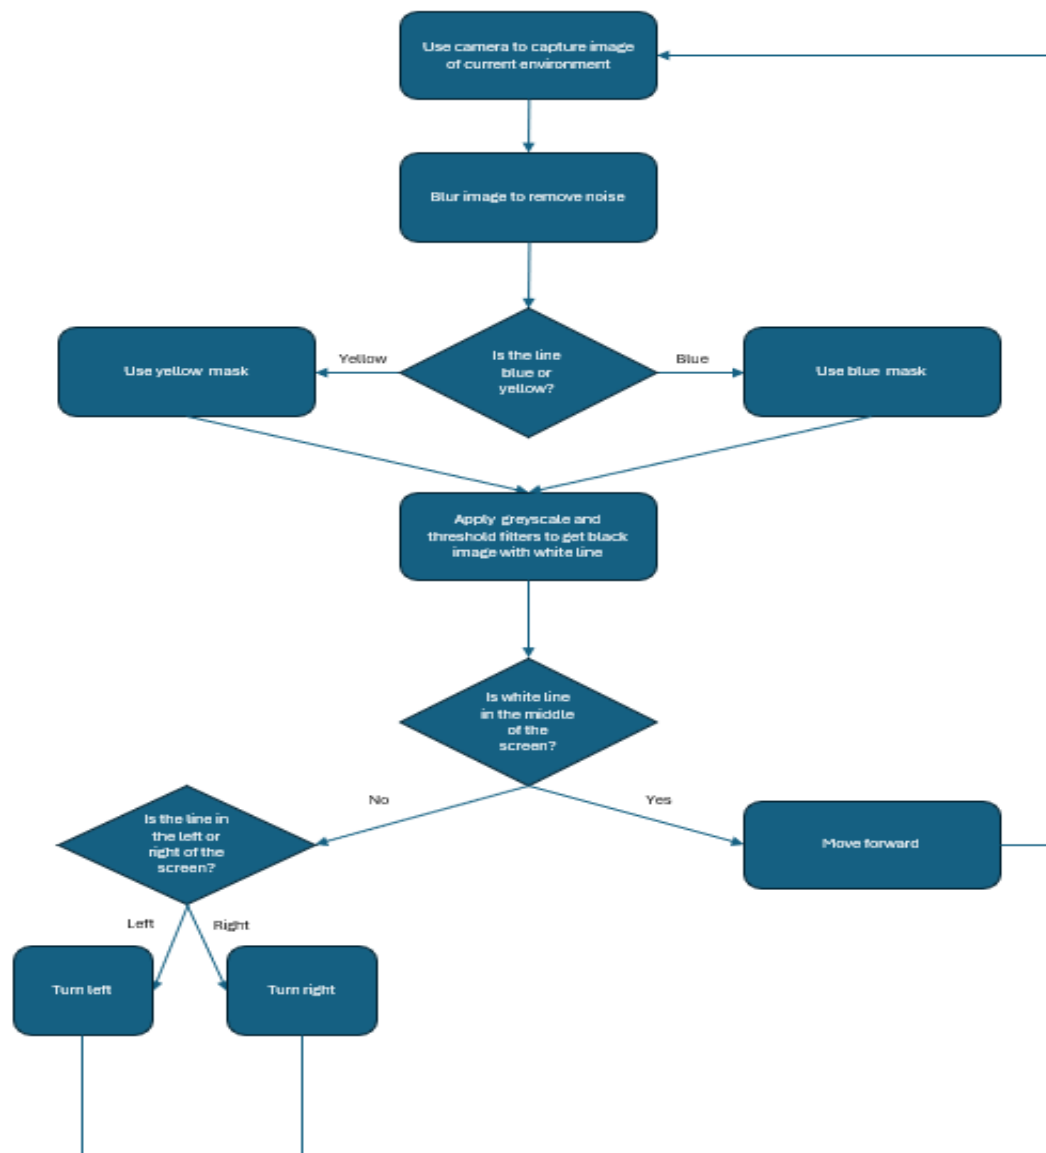 Use camera to capture image
of current environment
Blur image to remove noise
Is the line
blue or
yellow?
Yellow
Blue
Use yellow mask
Use blue mask
Apply greyscale and
threshold filters to get black
image with white line
Is white line
in the middle
of the
screen?
No
Yes
Is the line in
the left or
right of the
screen?
Move forward
Left
Right
Turn left
Turn right